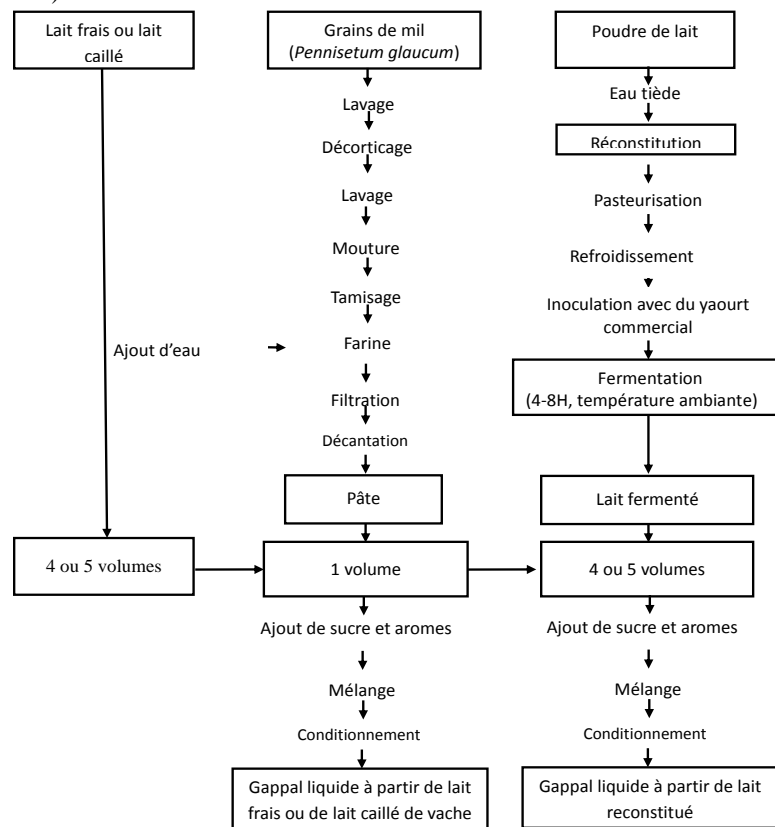 )
Lait frais ou lait
caillé
4 ou 5 volumes
Grains de mil
(Pennisetum glaucum)
Lavage
Décorticage
Lavage
Mouture
Tamisage
Ajout d'eau
Farine
Filtration
Décantation
Pâte
1 volume
Ajout de sucre et aromes
Mélange
Conditionnement
Gappal liquide à partir de lait
frais ou de lait caillé de vache
Poudre de lait
Eau tiède
Réconstitution
Pasteurisation
Refroidissement
Inoculation avec du yaourt
commercial
Fermentation
(4-8H, température ambiante)
Lait fermenté
4 ou 5 volumes
Ajout de sucre et aromes
Mélange
Conditionnement
Gappal liquide à partir de lait
reconstitué